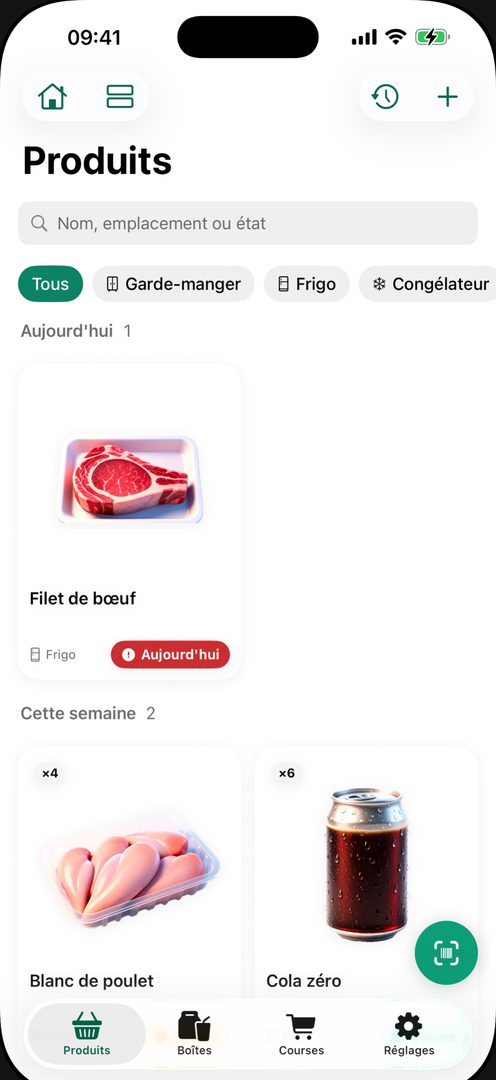 09:41
Produits
Nom, emplacement ou état
Tous
Garde-manger
Frigo
Congélateur
Aujourd'hui 1
Filet de bœuf
Frigo
Aujourd'hui
Cette semaine 2
×4
×6
Blanc de poulet
Cola zéro
Produits
Boîtes
Courses
Réglages